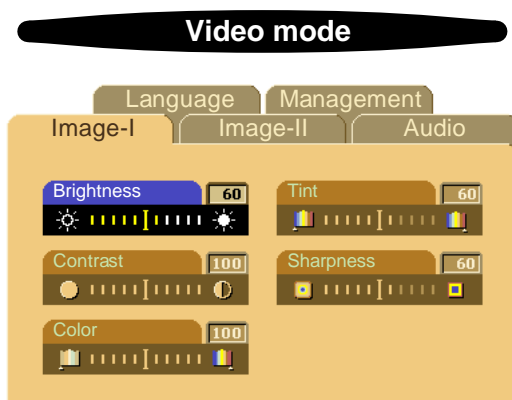 Video mode
Language Management
Image-I Image-II Audio
Brightness 60
Tint 60
Contrast 100
Sharpness 60
Color 100